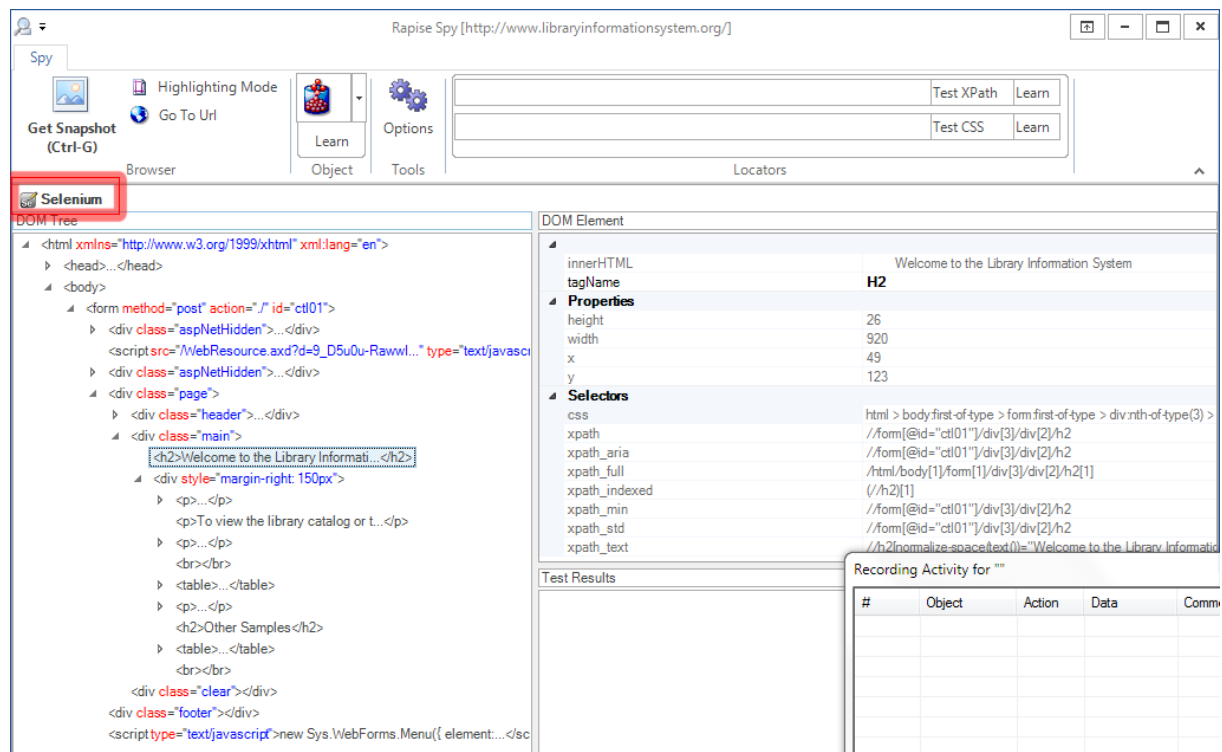 Rapise Spy [http://www.libraryinformationsystem.org/]
Spy
Get Snapshot
(Ctrl-G)
Highlighting Mode
Go To Url
Browser
Learn
Object
Options
Tools
Test XPath Learn
Test CSS Learn
Locators
Selenium
DOM Tree
<html xmlns="http://www.w3.org/1999/xhtml" xml:lang="en">
<head>...</head>
<body>
<form method="post" action="./" id="ctl01">
<div class="aspNetHidden">...</div>
<script src="/WebResource.axd?d=9_D5u0u-RawwI..." type="text/javascr
<div class="aspNetHidden">...</div>
<div class="page">
<div class="header">...</div>
<div class="main">
<h2>Welcome to the Library Informati...</h2>
<div style="margin-right: 150px">
<p>...</p>
<p>To view the library catalog or t...</p>
<p>...</p>
<br></br>
<table>...</table>
<p>...</p>
<h2>Other Samples</h2>
<table>...</table>
<br></br>
<div class="clear"></div>
<div class="footer"></div>
<script type="text/javascript">new Sys.WebForms.Menu({ element:...</sc
DOM Element
innerHTML Welcome to the Library Information System
tagName H2
Properties
height 26
width 920
x 49
y 123
Selectors
css html > body:first-of-type > form:first-of-type > div:nth-of-type(3) >
xpath //form[@id="ctl01"]/div[3]/div[2]/h2
xpath_aria //form[@id="ctl01"]/div[3]/div[2]/h2
xpath_full /html/body[1]/form[1]/div[3]/div[2]/h2[1]
xpath_indexed (//h2)[1]
xpath_min //form[@id="ctl01"]/div[3]/div[2]/h2
xpath_std //form[@id="ctl01"]/div[3]/div[2]/h2
xpath_text //h2[normalize-space(text())="Welcome to the Library Informatio
Test Results
Recording Activity for ""
# Object Action Data Comme